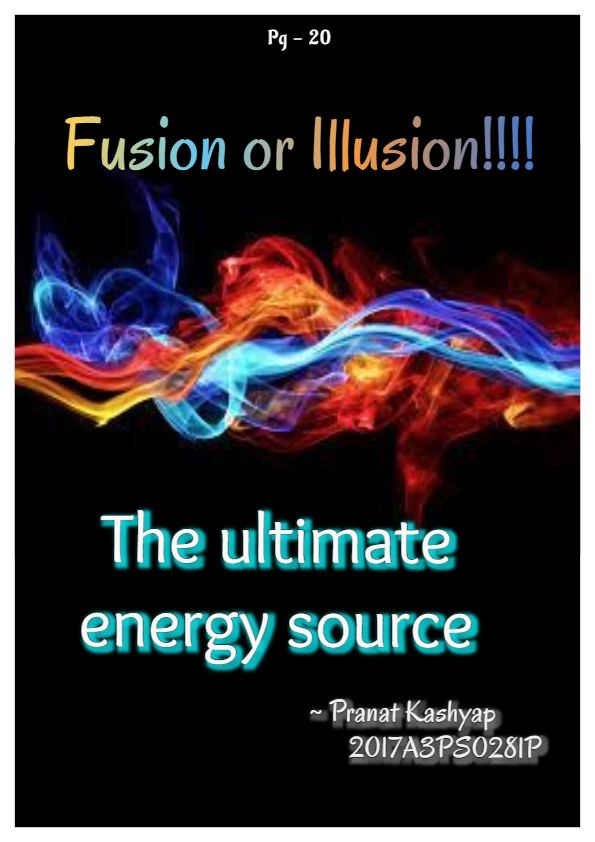 Pg – 20
Fusion or Illusion!!!!
The ultimate
energy source
~ Pranat Kashyap
2017A3PS0281P